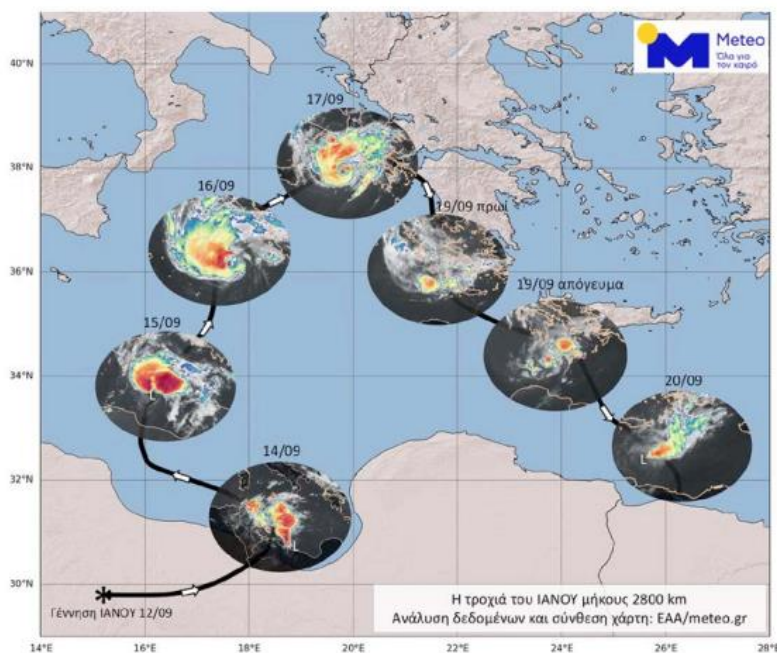 Meteo
Όλα για
τον καιρό
40°N
17/09
38°N
16/09
19/09 πρωί
36°N
19/09 απόγευμα
15/09
34°N
20/09
14/09
32°N
L
30°N
Γέννηση ΙΑΝΟΥ 12/09
Η τροχιά του ΙΑΝΟΥ μήκους 2800 km
Ανάλυση δεδομένων και σύνθεση χάρτη: ΕΑΑ/meteo.gr
14°E 16°E 18°E 20°E 22°E 24°E 26°E 28°E